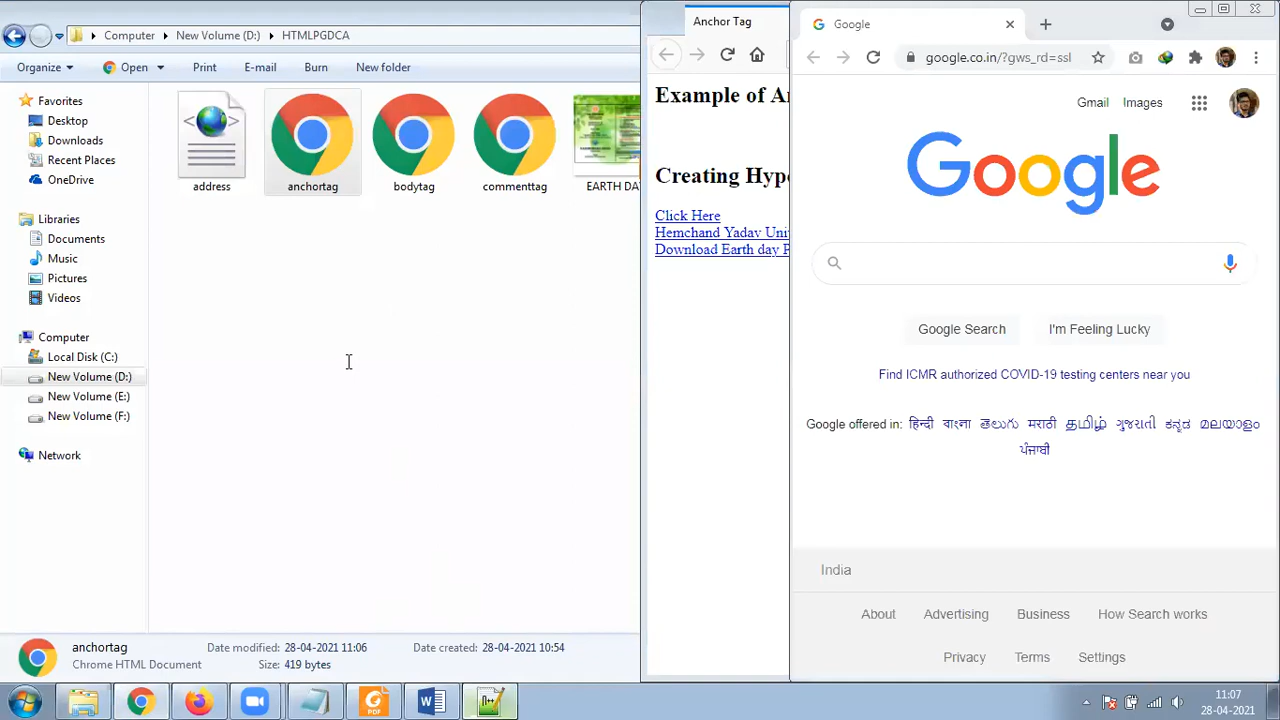 Computer New Volume (D:) HTMLPGDCA
Organize Open Print E-mail Burn New folder
Favorites
Desktop
Downloads
Recent Places
OneDrive
Libraries
Documents
Music
Pictures
Videos
Computer
Local Disk (C:)
New Volume (D:)
New Volume (E:)
New Volume (F:)
Network
address anchortag bodytag commenttag EARTH DA
anchortag Date modified: 28-04-2021 11:06 Date created: 28-04-2021 10:54
Chrome HTML Document Size: 419 bytes
Anchor Tag
Example of An
Creating Hype
Click Here
Hemchand Yadav Uni
Download Earth day P
Google
google.co.in/?gws_rd=ssl
Gmail Images
Google
Google Search I'm Feeling Lucky
Find ICMR authorized COVID-19 testing centers near you
Google offered in: हिन्दी বাংলা తెలుగు मराठी தமிழ் ગુજરાતી ಕನ್ನಡ മലയാളം
ਪੰਜਾਬੀ
India
About Advertising Business How Search works
Privacy Terms Settings
PDF
11:07
28-04-2021